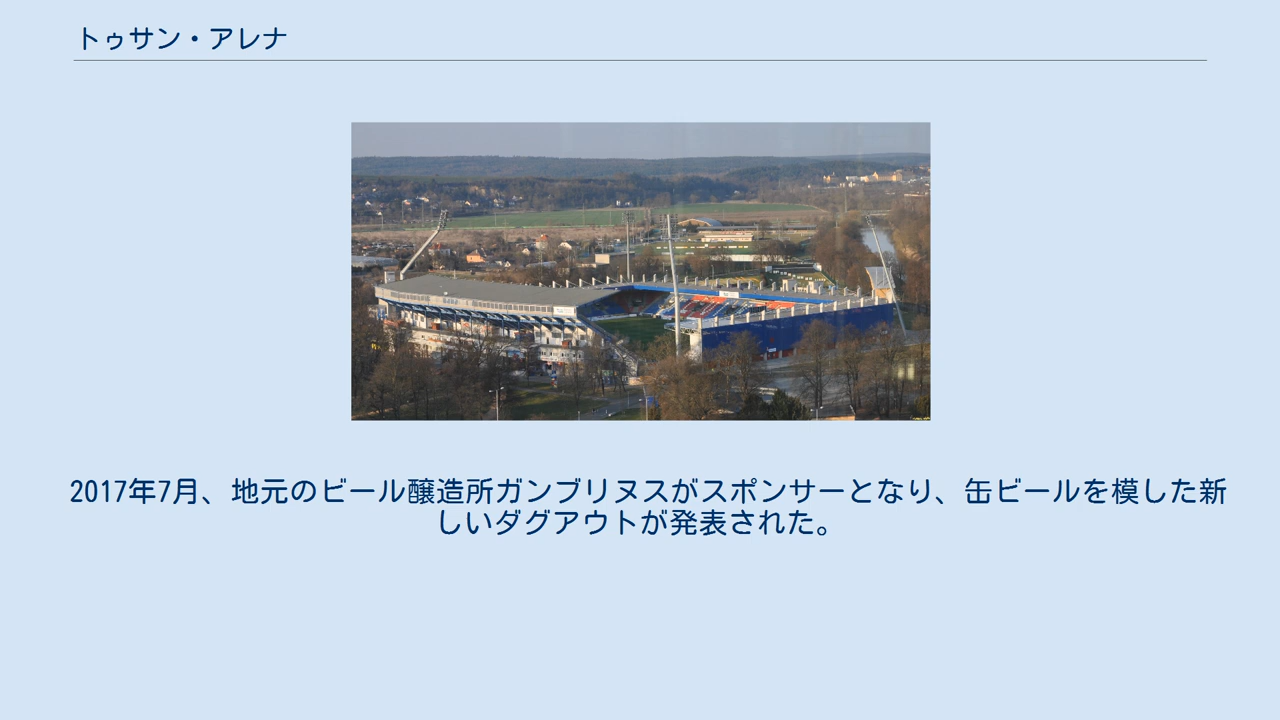 トゥサン・アレナ
2017年7月、地元のビール醸造所ガンブリヌスがスポンサーとなり、缶ビールを模した新
しいダグアウトが発表された。